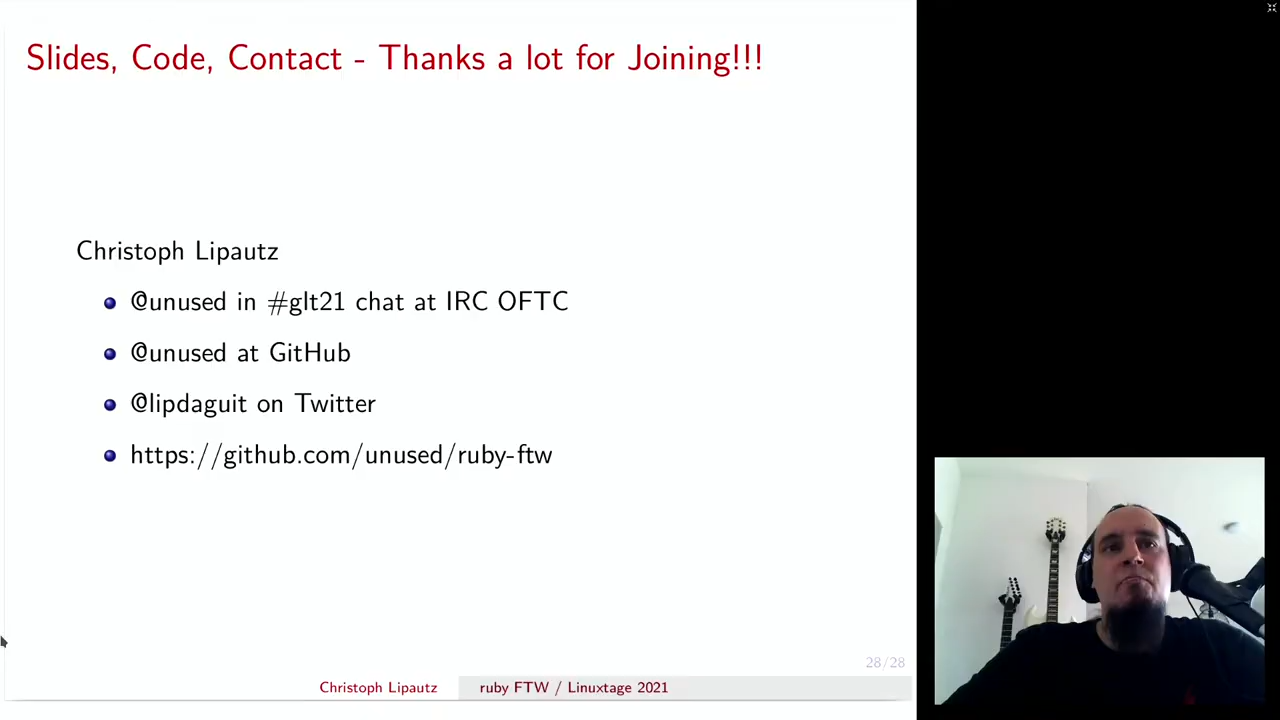 Slides, Code, Contact - Thanks a lot for Joining!!!
Christoph Lipautz
@unused in #glt21 chat at IRC OFTC
@unused at GitHub
@lipdaguit on Twitter
https://github.com/unused/ruby-ftw
28/28
Christoph Lipautz
ruby FTW / Linuxtage 2021